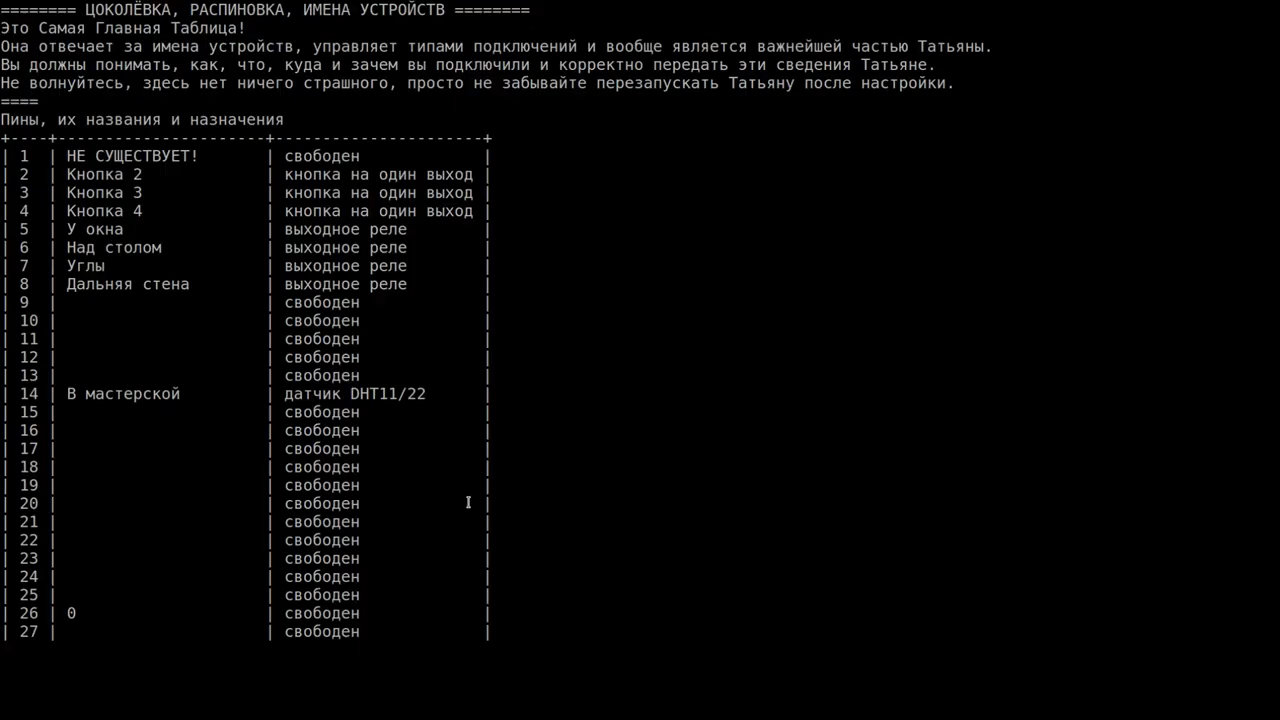 ======== ЦОКОЛЁВКА, РАСПИНОВКА, ИМЕНА УСТРОЙСТВ ========
Это Самая Главная Таблица!
Она отвечает за имена устройств, управляет типами подключений и вообще является важнейшей частью Татьяны.
Вы должны понимать, как, что, куда и зачем вы подключили и корректно передать эти сведения Татьяне.
Не волнуйтесь, здесь нет ничего страшного, просто не забывайте перезапускать Татьяну после настройки.
====
Пины, их названия и назначения
+----+----------------------+----------------------+
| 1  | НЕ СУЩЕСТВУЕТ!       | свободен             |
| 2  | Кнопка 2             | кнопка на один выход |
| 3  | Кнопка 3             | кнопка на один выход |
| 4  | Кнопка 4             | кнопка на один выход |
| 5  | У окна               | выходное реле        |
| 6  | Над столом           | выходное реле        |
| 7  | Углы                 | выходное реле        |
| 8  | Дальняя стена        | выходное реле        |
| 9  |                      | свободен             |
| 10 |                      | свободен             |
| 11 |                      | свободен             |
| 12 |                      | свободен             |
| 13 |                      | свободен             |
| 14 | В мастерской         | датчик DHT11/22      |
| 15 |                      | свободен             |
| 16 |                      | свободен             |
| 17 |                      | свободен             |
| 18 |                      | свободен             |
| 19 |                      | свободен             |
| 20 |                      | свободен             |
| 21 |                      | свободен             |
| 22 |                      | свободен             |
| 23 |                      | свободен             |
| 24 |                      | свободен             |
| 25 |                      | свободен             |
| 26 | 0                    | свободен             |
| 27 |                      | свободен             |